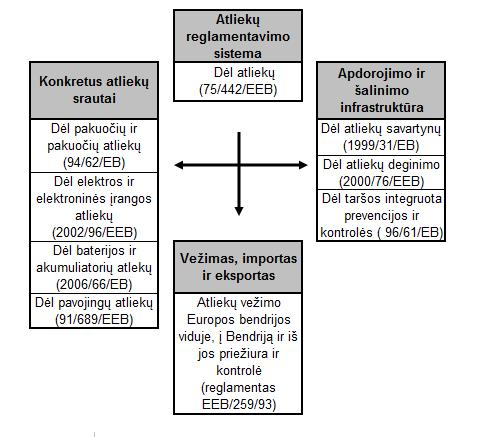 Atliekų
reglamentavimo
sistema
Dėl atliekų
(75/442/EEB)
Konkretus atliekų
srautai
Dėl pakuočių ir
pakuočių atliekų
(94/62/EB)
Dėl elektros ir
elektroninės įrangos
atliekų
(2002/96/EEB)
Dėl baterijos ir
akumuliatorių atlekų
(2006/66/EB)
Dėl pavojingų atliekų
(91/689/EEB)
Apdorojimo ir
šalinimo
infrastruktūra
Dėl atliekų savartynų
(1999/31/EB)
Dėl atliekų deginimo
(2000/76/EEB)
Dėl taršos integruota
prevencijos ir
kontrolės ( 96/61/EB)
Vežimas, importas
ir eksportas
Atliekų vežimo
Europos bendrijos
viduje, į Bendriją ir iš
jos priežiura ir
kontrolė
(reglamentas
EEB/259/93)